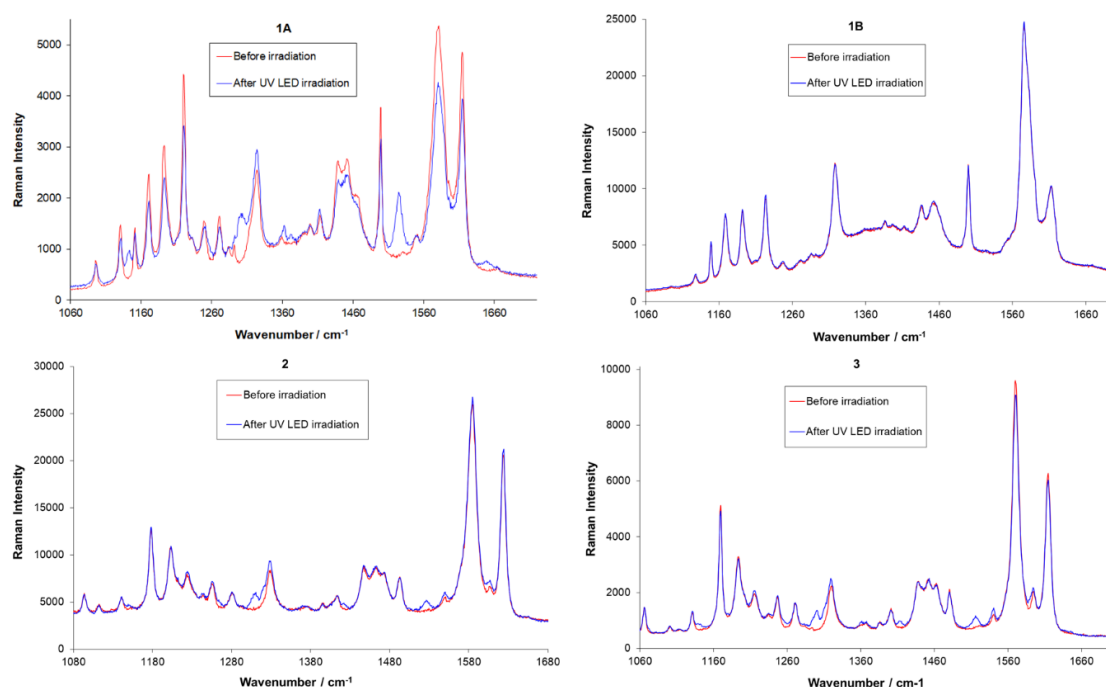 1A
Before irradiation
After UV LED irradiation
Raman Intensity
5000
4000
3000
2000
1000
0
1060 1160 1260 1360 1460 1560 1660
Wavenumber / cm⁻¹
1B
Before irradiation
After UV LED irradiation
Raman Intensity
25000
20000
15000
10000
5000
0
1060 1160 1260 1360 1460 1560 1660
Wavenumber / cm⁻¹
2
Before irradiation
After UV LED irradiation
Raman Intensity
30000
25000
20000
15000
10000
5000
0
1080 1180 1280 1380 1480 1580 1680
Wavenumber / cm⁻¹
3
Before irradiation
After UV LED irradiation
Raman Intensity
10000
8000
6000
4000
2000
0
1060 1160 1260 1360 1460 1560 1660
Wavenumber / cm-1